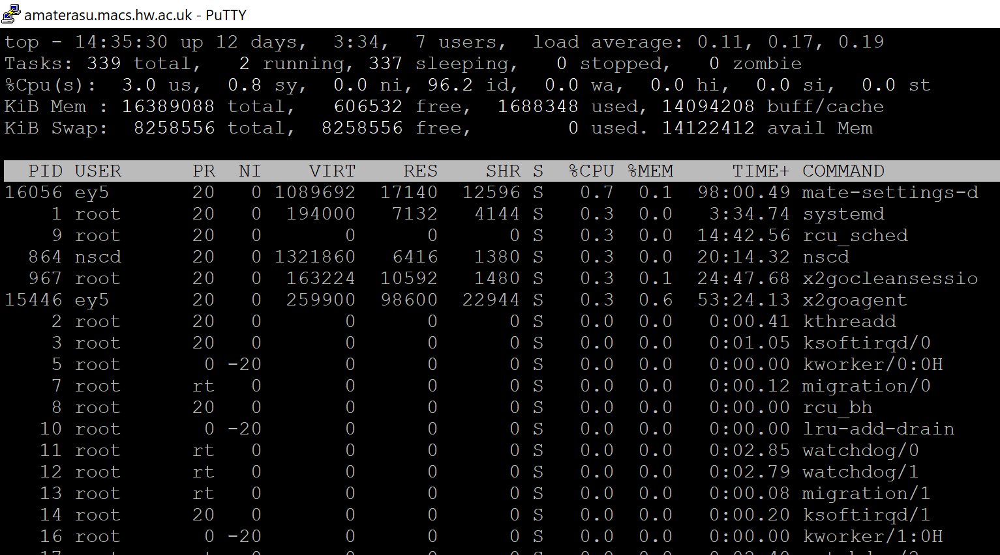 amaterasu.macs.hw.ac.uk - PuTTY
top - 14:35:30 up 12 days,  3:34,  7 users,  load average: 0.11, 0.17, 0.19
Tasks: 339 total,   2 running, 337 sleeping,   0 stopped,   0 zombie
%Cpu(s):  3.0 us,  0.8 sy,  0.0 ni, 96.2 id,  0.0 wa,  0.0 hi,  0.0 si,  0.0 st
KiB Mem : 16389088 total,   606532 free,  1688348 used, 14094208 buff/cache
KiB Swap:  8258556 total,  8258556 free,        0 used. 14122412 avail Mem
  PID USER      PR  NI    VIRT    RES    SHR S  %CPU %MEM     TIME+ COMMAND
16056 ey5       20   0 1089692  17140  12596 S   0.7  0.1  98:00.49 mate-settings-d
    1 root      20   0  194000   7132   4144 S   0.3  0.0   3:34.74 systemd
    9 root      20   0       0      0      0 S   0.3  0.0  14:42.56 rcu_sched
  864 nscd      20   0 1321860   6416   1380 S   0.3  0.0  20:14.32 nscd
  967 root      20   0  163224  10592   1480 S   0.3  0.1  24:47.68 x2gocleansessio
15446 ey5       20   0  259900  98600  22944 S   0.3  0.6  53:24.13 x2goagent
    2 root      20   0       0      0      0 S   0.0  0.0   0:00.41 kthreadd
    3 root      20   0       0      0      0 S   0.0  0.0   0:01.05 ksoftirqd/0
    5 root       0 -20       0      0      0 S   0.0  0.0   0:00.00 kworker/0:0H
    7 root      rt   0       0      0      0 S   0.0  0.0   0:00.12 migration/0
    8 root      20   0       0      0      0 S   0.0  0.0   0:00.00 rcu_bh
   10 root       0 -20       0      0      0 S   0.0  0.0   0:00.00 lru-add-drain
   11 root      rt   0       0      0      0 S   0.0  0.0   0:02.85 watchdog/0
   12 root      rt   0       0      0      0 S   0.0  0.0   0:02.79 watchdog/1
   13 root      rt   0       0      0      0 S   0.0  0.0   0:00.08 migration/1
   14 root      20   0       0      0      0 S   0.0  0.0   0:00.20 ksoftirqd/1
   16 root       0 -20       0      0      0 S   0.0  0.0   0:00.00 kworker/1:0H